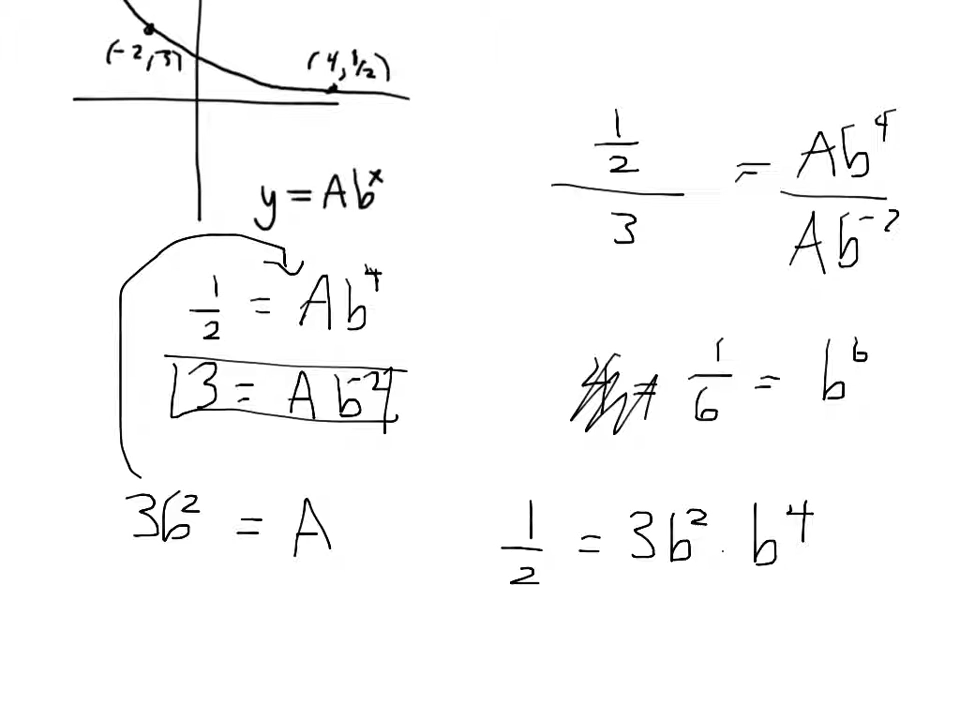 (-2,3)
(4,1/2)
y = Ab^x
1/2 = Ab^4
3 = Ab^-2
3b^2 = A
(1/2)/3 = Ab^4/Ab^-2
1/6 = b^6
1/2 = 3b^2 · b^4